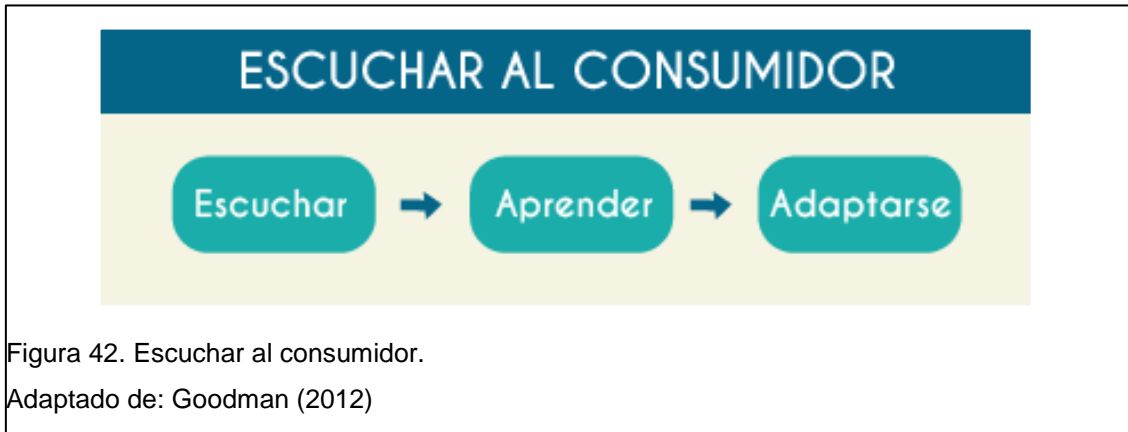 ESCUCHAR AL CONSUMIDOR
Escuchar Aprender Adaptarse
Figura 42. Escuchar al consumidor.
Adaptado de: Goodman (2012)